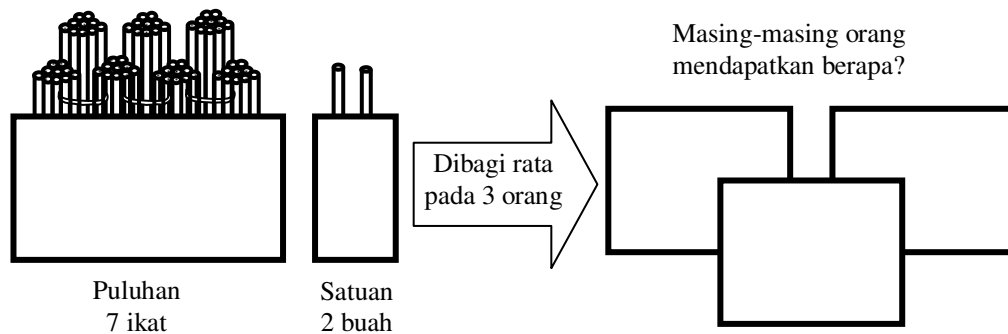 Masing-masing orang
mendapatkan berapa?
Dibagi rata
pada 3 orang
Puluhan
7 ikat
Satuan
2 buah